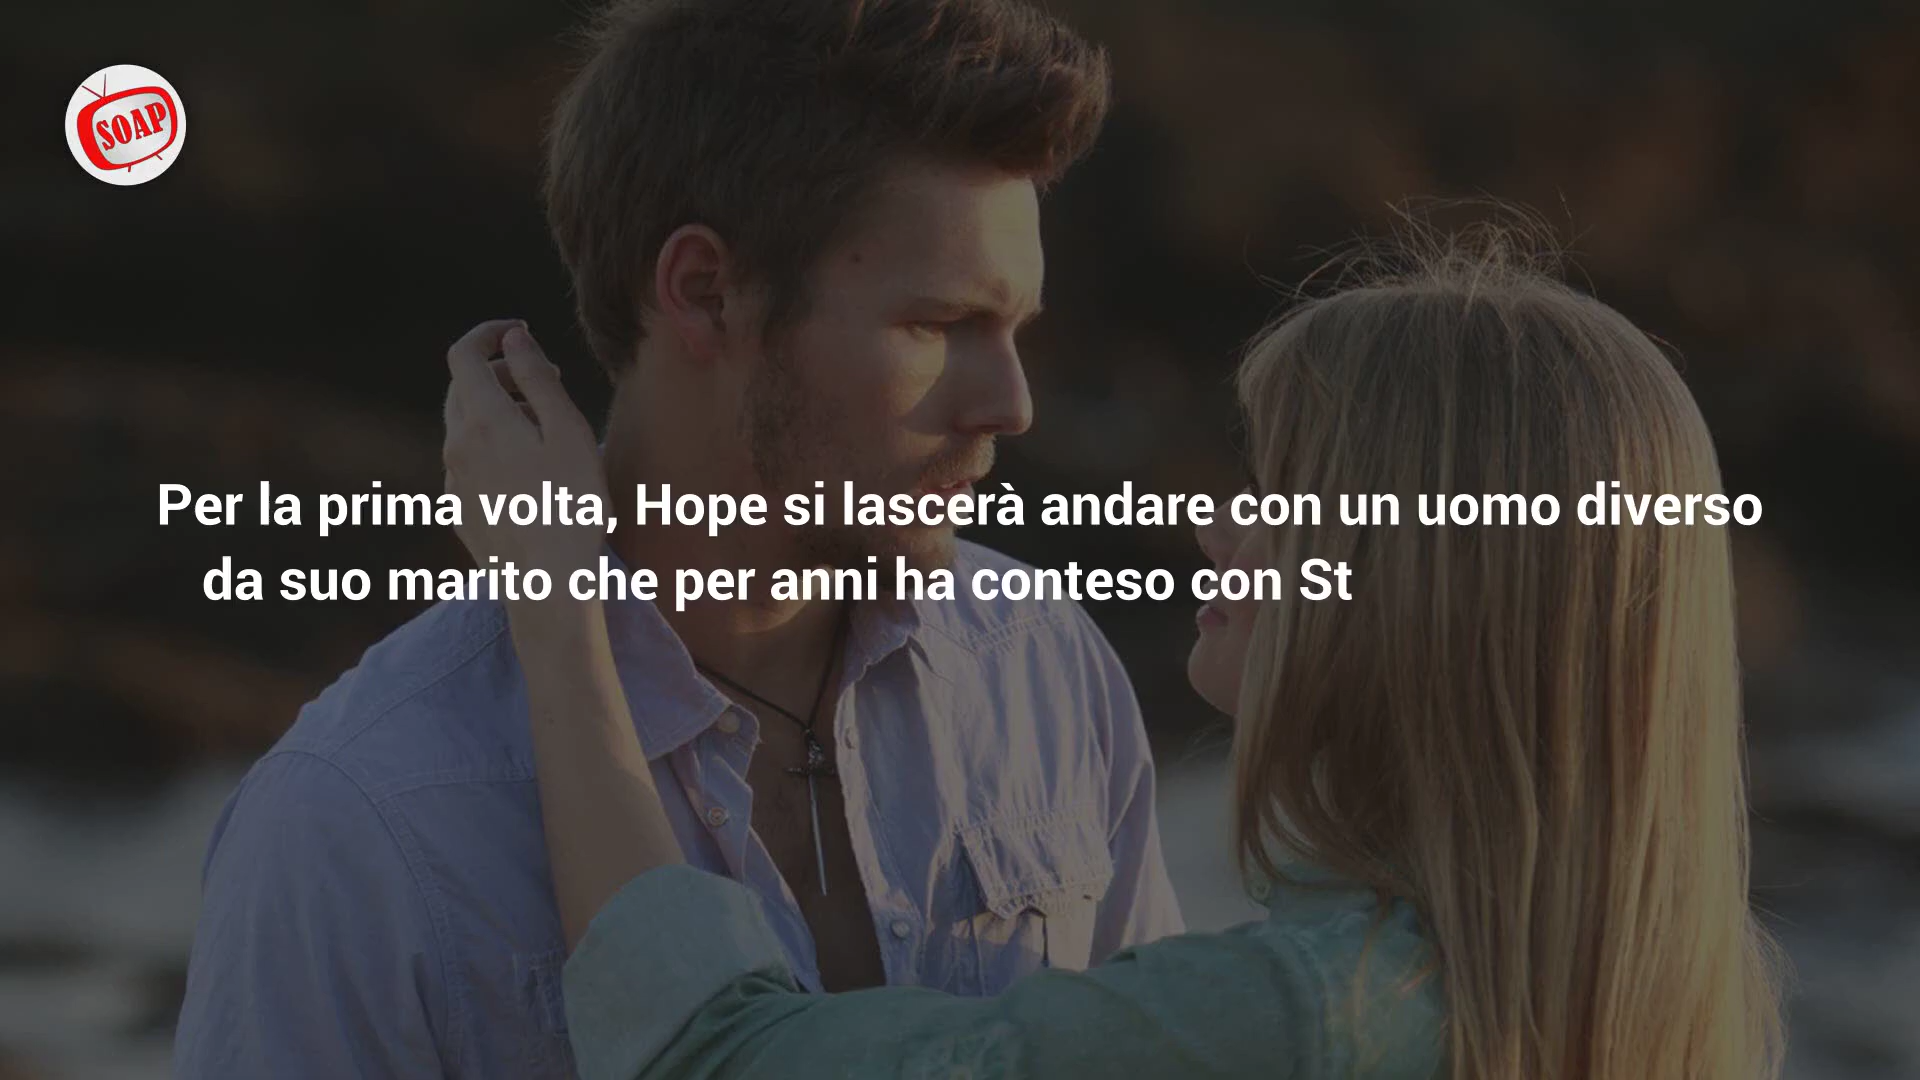 SOAP
Per la prima volta, Hope si lascerà andare con un uomo diverso
da suo marito che per anni ha conteso con St